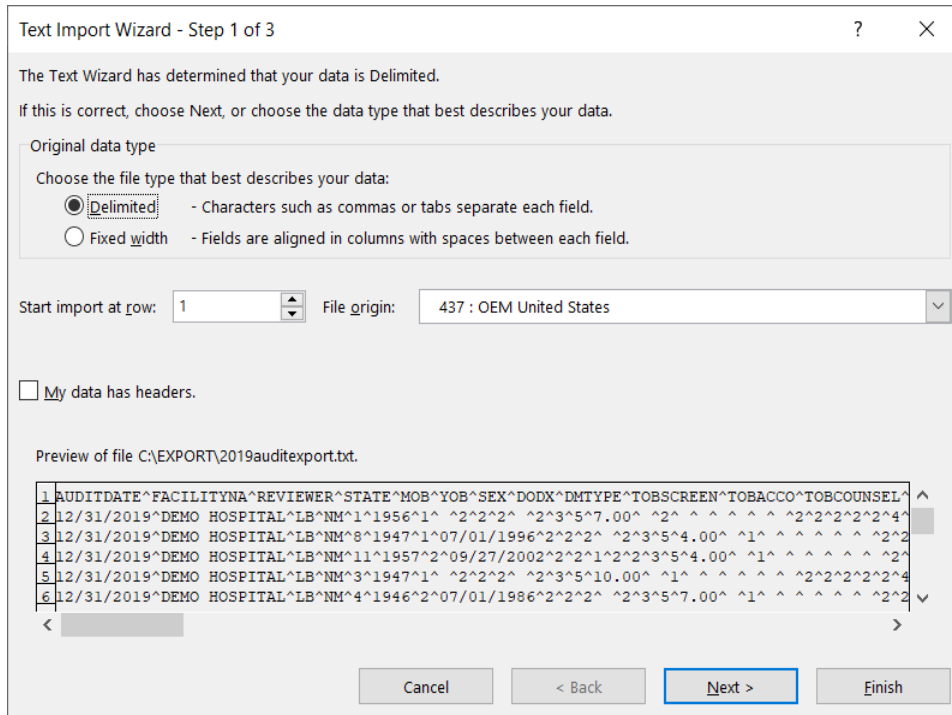 Text Import Wizard - Step 1 of 3
The Text Wizard has determined that your data is Delimited.
If this is correct, choose Next, or choose the data type that best describes your data.
Original data type
Choose the file type that best describes your data:
Delimited - Characters such as commas or tabs separate each field.
Fixed width - Fields are aligned in columns with spaces between each field.
Start import at row: 1 File origin: 437 : OEM United States
My data has headers.
Preview of file C:\EXPORT\2019auditexport.txt.
1 AUDITDATE^FACILITYNA^REVIEWER^STATE^MOB^YOB^SEX^DODX^DMTYPE^TOBSCREEN^TOBACCO^TOBCOUNSEL^
2 12/31/2019^DEMO HOSPITAL^LB^NM^1^1956^1^ ^2^2^2^ ^2^3^5^7.00^ ^2^ ^ ^ ^ ^ ^ ^2^2^2^2^2^4^
3 12/31/2019^DEMO HOSPITAL^LB^NM^8^1947^1^07/01/1996^2^2^2^ ^2^3^5^4.00^ ^1^ ^ ^ ^ ^ ^ ^2^2
4 12/31/2019^DEMO HOSPITAL^LB^NM^11^1957^2^09/27/2002^2^2^1^2^2^3^5^4.00^ ^1^ ^ ^ ^ ^ ^ ^2^
5 12/31/2019^DEMO HOSPITAL^LB^NM^3^1947^1^ ^2^2^2^ ^2^3^5^10.00^ ^1^ ^ ^ ^ ^ ^ ^2^2^2^2^2^4
6 12/31/2019^DEMO HOSPITAL^LB^NM^4^1946^2^07/01/1986^2^2^2^ ^2^3^5^7.00^ ^1^ ^ ^ ^ ^ ^ ^2^2
Cancel < Back Next > Finish